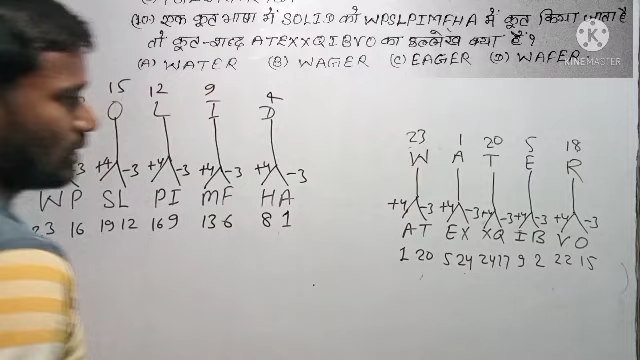 (30) एक कूट भाषा में SOLID को WPSLPIMFHA में कूट किया जाता है
तो कूट-शब्द ATEXXQIBVO का उल्लेख क्या है?
(A) WATER (B) WAGER (C) EAGER (D) WAFER
KINEMASTER
15 12 9 4
O L I D
-3 +4 -3 +4 -3 +4 -3 +4 -3
WP SL PI MF HA
23 16 19 12 16 9 13 6 8 1
23 1 20 5 18
W A T E R
+4 -3 +4 -3 +4 -3 +4 -3 +4 -3
AT EX XQ IB VO
1 20 5 24 24 17 9 2 22 15